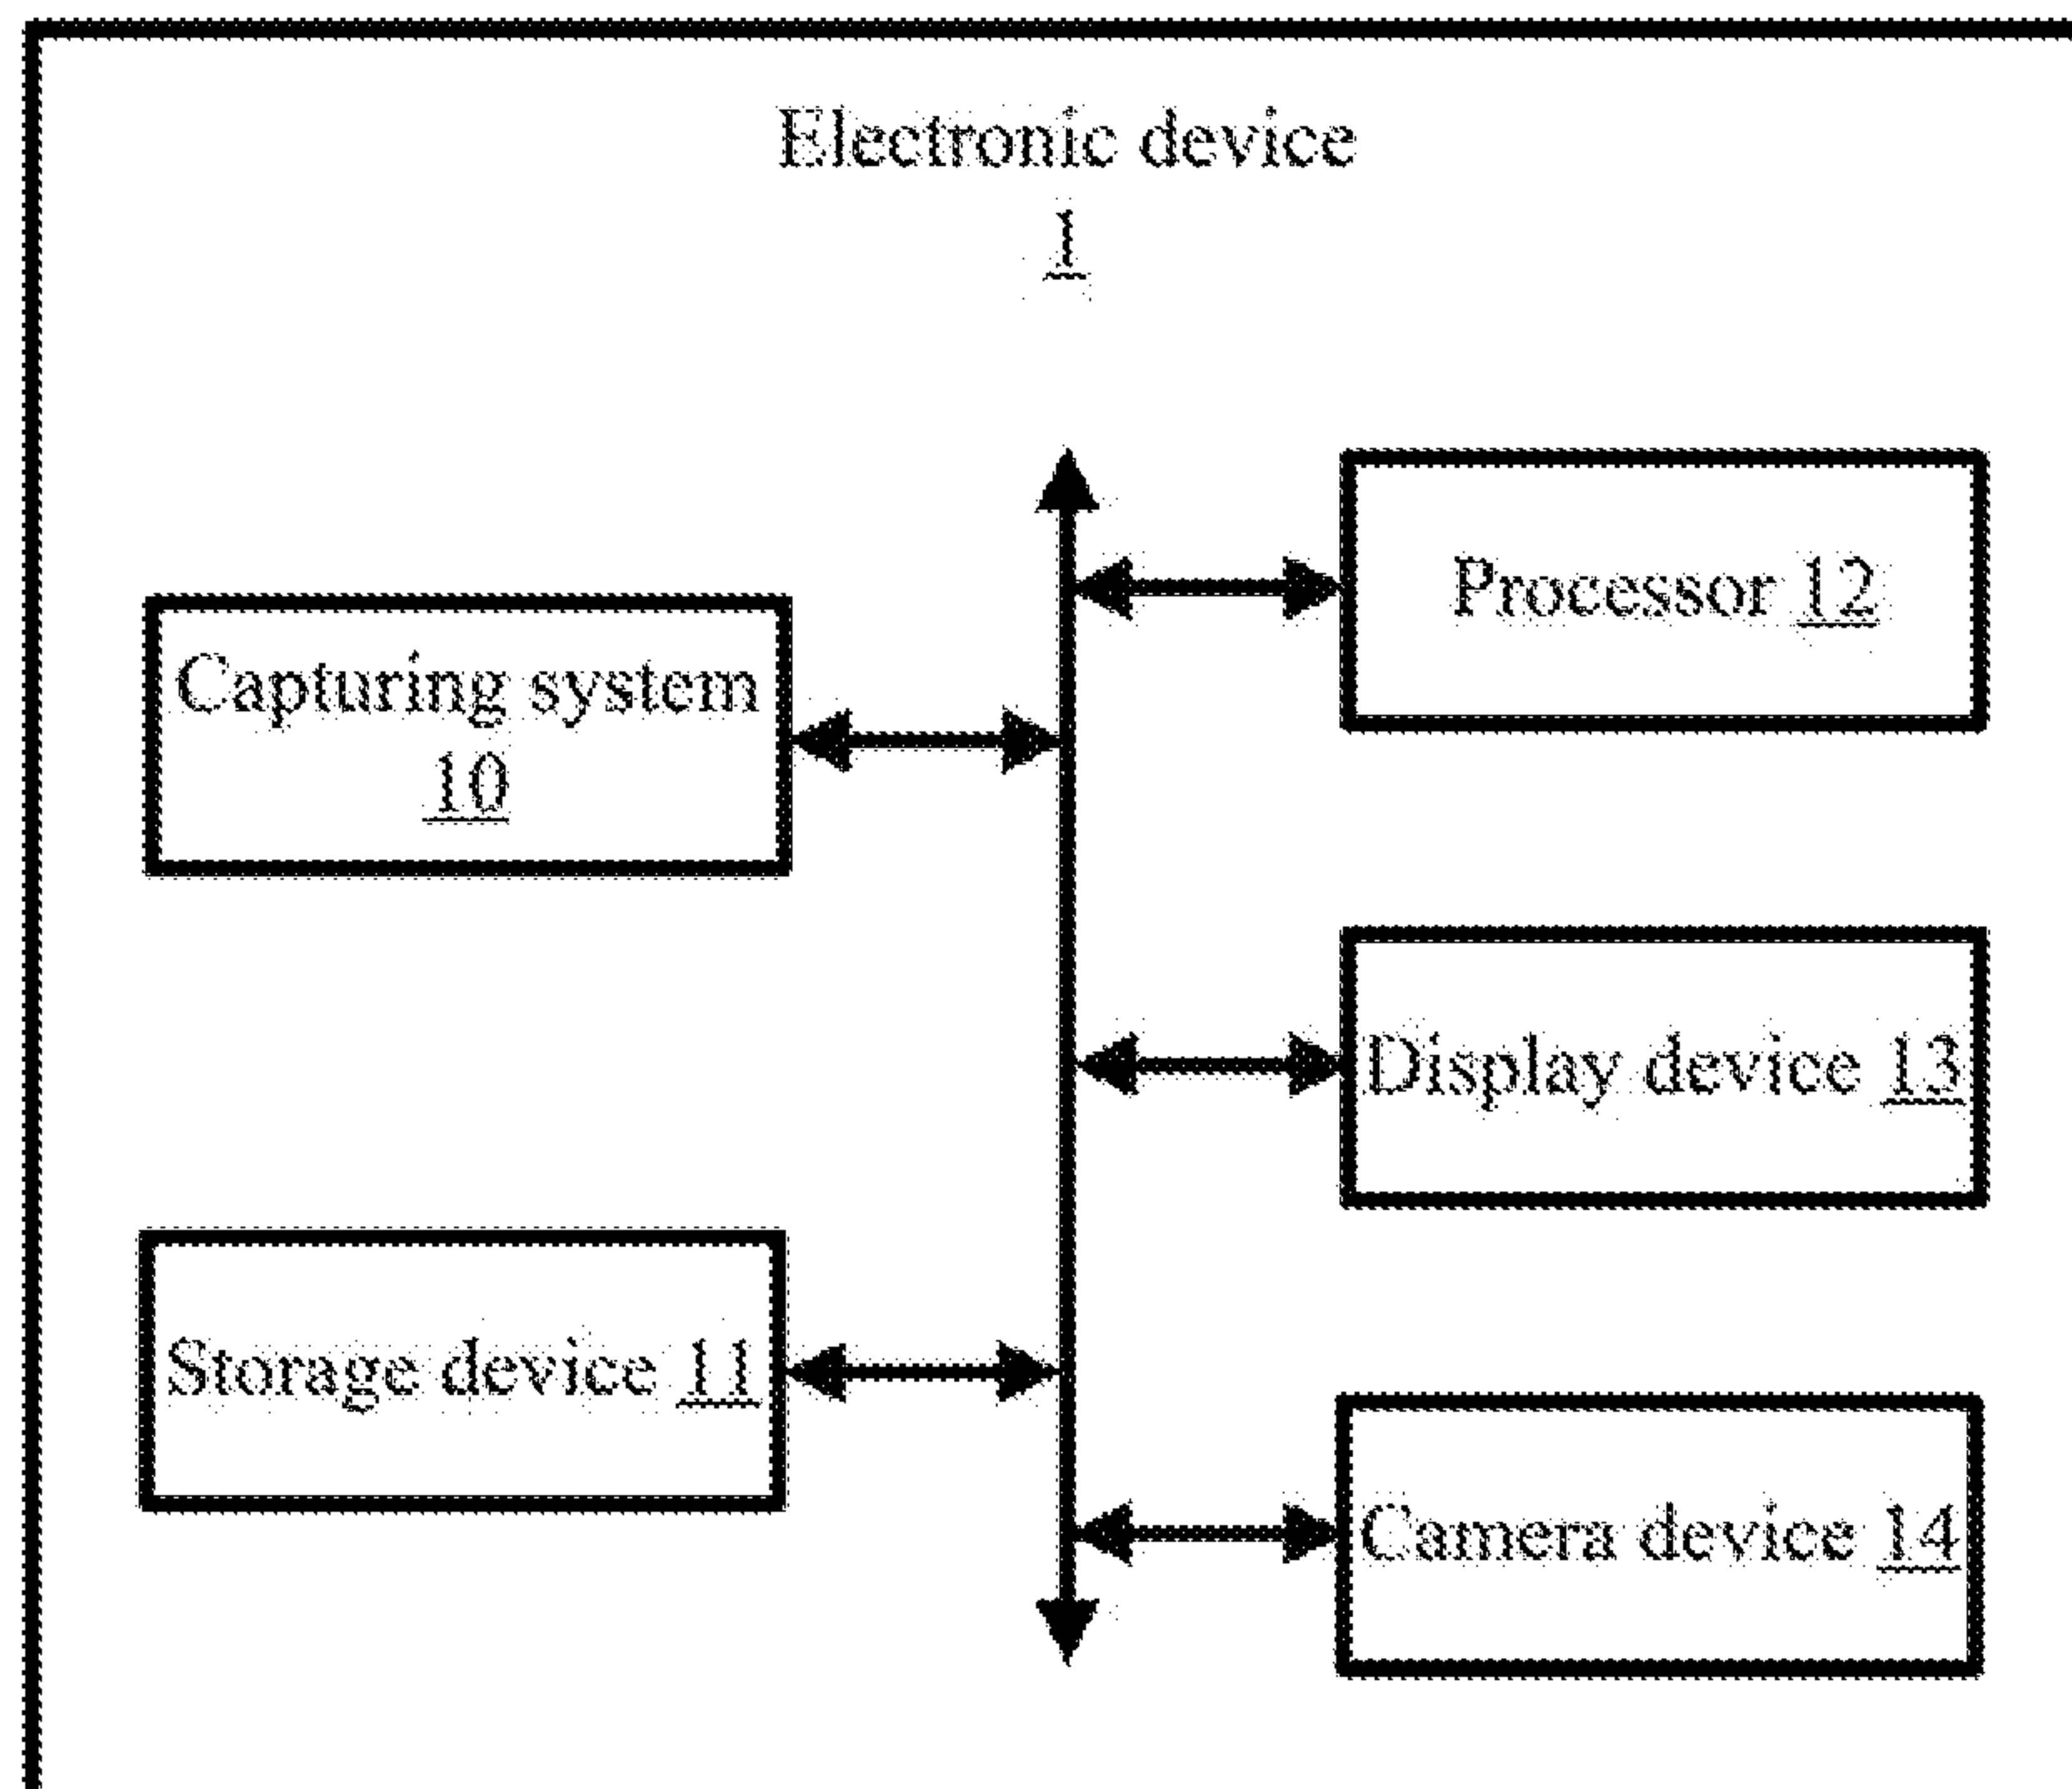 Electronic device
1
Processor 12
Capturing system
10
Display device 13
Storage device 11
Camera device 14